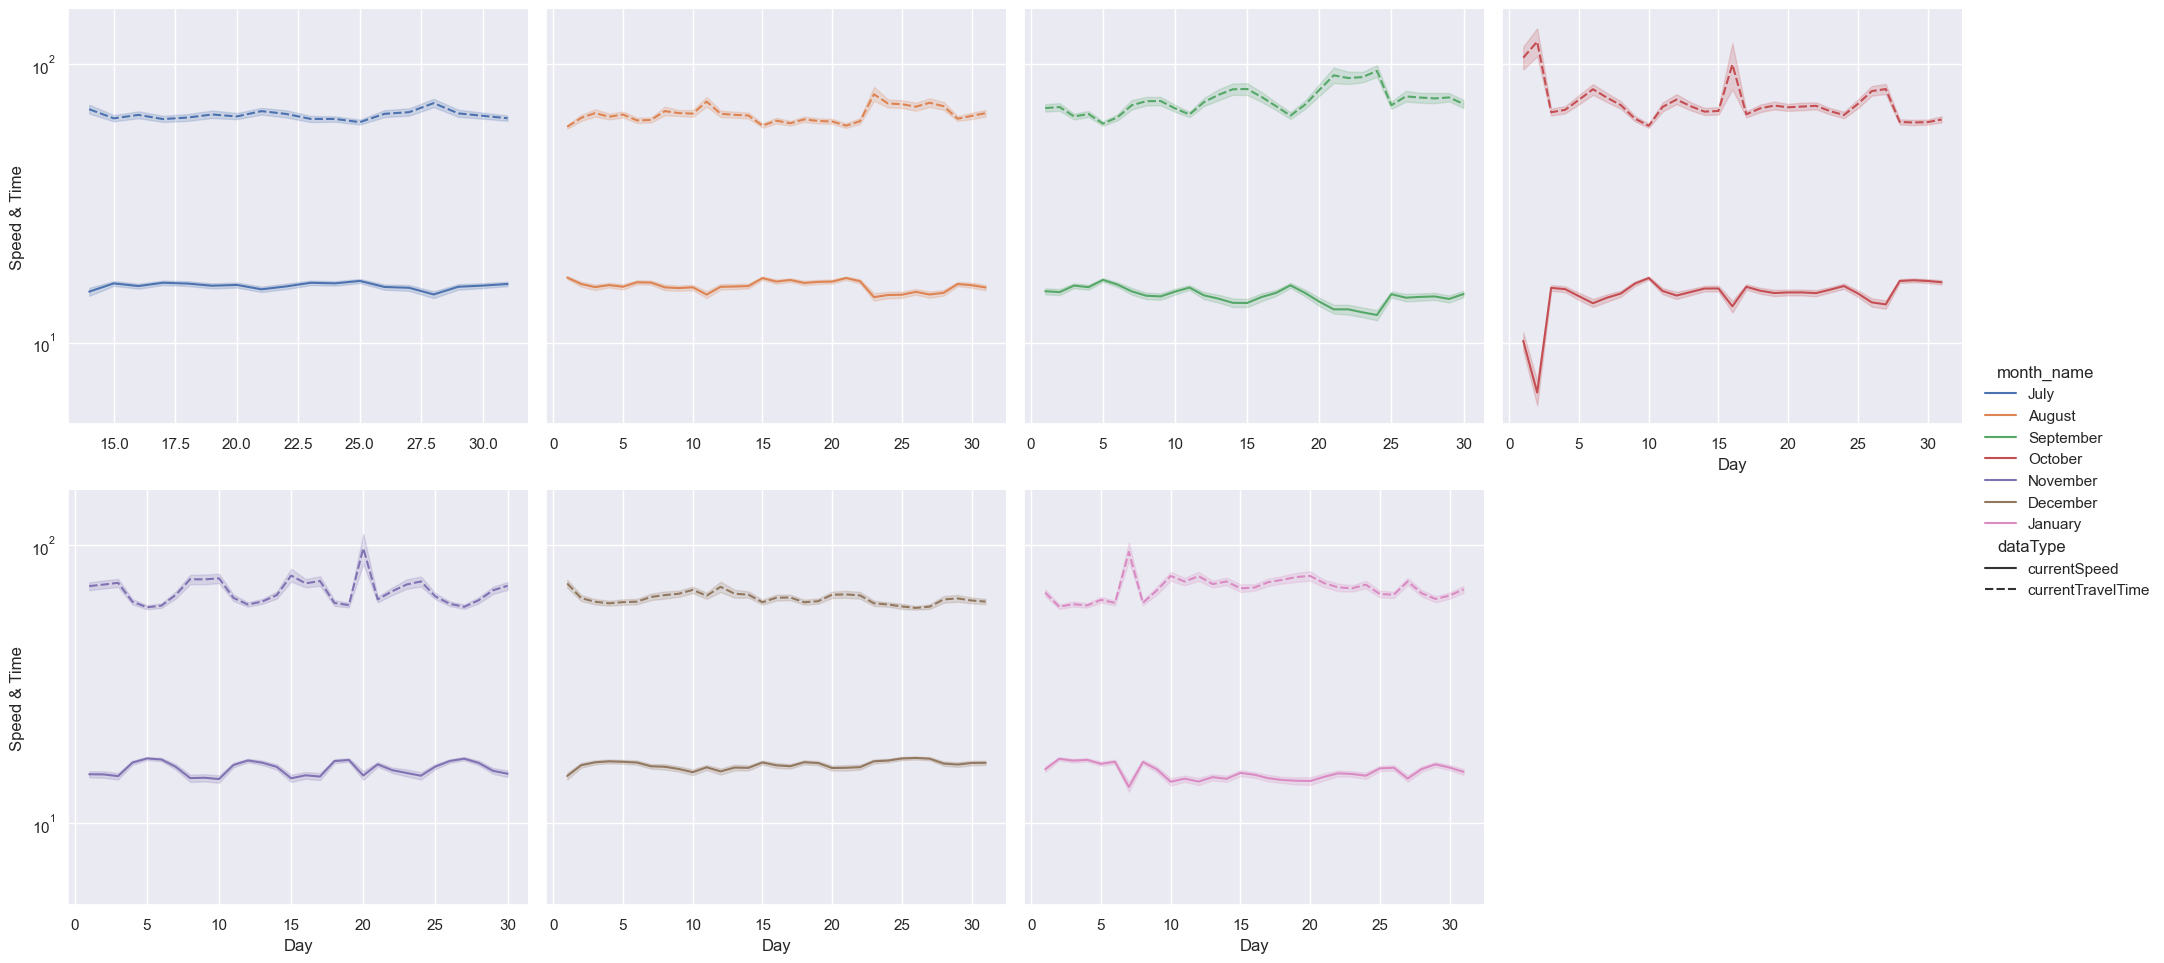 10²
10¹
Speed & Time
15.0 17.5 20.0 22.5 25.0 27.5 30.0
0 5 10 15 20 25 30
0 5 10 15 20 25 30
0 5 10 15 20 25 30
Day
month_name
July
August
September
October
November
December
January
dataType
currentSpeed
currentTravelTime
10²
10¹
Speed & Time
0 5 10 15 20 25 30
Day
0 5 10 15 20 25 30
Day
0 5 10 15 20 25 30
Day